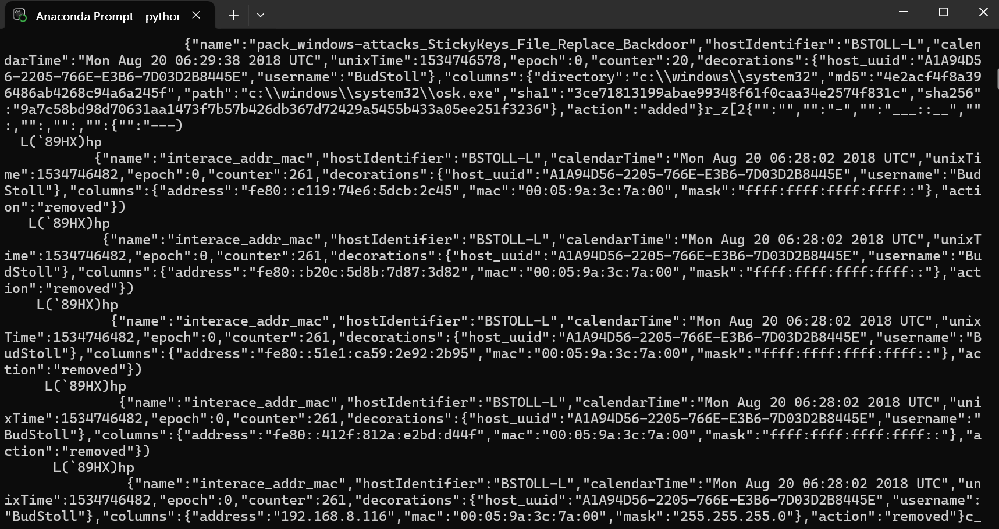 Anaconda Prompt - pythor
{"name":"pack_windows-attacks_StickyKeys_File_Replace_Backdoor","hostIdentifier":"BSTOLL-L","calen
darTime":"Mon Aug 20 06:29:38 2018 UTC","unixTime":1534746578,"epoch":0,"counter":20,"decorations":{"host_uuid":"A1A94D5
6-2205-766E-E3B6-7D03D2B8445E","username":"BudStoll"},"columns":{"directory":"c:\\windows\\system32","md5":"4e2acf4f8a39
6486ab4268c94a6a245f","path":"c:\\windows\\system32\\osk.exe","sha1":"3ce71813199abae99348f61f0caa34e2574f831c","sha256"
:"9a7c58bd98d70631aa1473f7b57b426db367d72429a5455b433a05ee251f3236"},"action":"added"}r_z[2{"":"","":"-","":"___::__",""
:,"":,"":,"":{"":"---)
L(`89HX)hp
{"name":"interace_addr_mac","hostIdentifier":"BSTOLL-L","calendarTime":"Mon Aug 20 06:28:02 2018 UTC","unixTi
me":1534746482,"epoch":0,"counter":261,"decorations":{"host_uuid":"A1A94D56-2205-766E-E3B6-7D03D2B8445E","username":"Bud
Stoll"},"columns":{"address":"fe80::c119:74e6:5dcb:2c45","mac":"00:05:9a:3c:7a:00","mask":"ffff:ffff:ffff:ffff::"},"acti
on":"removed"})
L(`89HX)hp
{"name":"interace_addr_mac","hostIdentifier":"BSTOLL-L","calendarTime":"Mon Aug 20 06:28:02 2018 UTC","unixT
ime":1534746482,"epoch":0,"counter":261,"decorations":{"host_uuid":"A1A94D56-2205-766E-E3B6-7D03D2B8445E","username":"Bu
dStoll"},"columns":{"address":"fe80::b20c:5d8b:7d87:3d82","mac":"00:05:9a:3c:7a:00","mask":"ffff:ffff:ffff:ffff::"},"act
ion":"removed"})
L(`89HX)hp
{"name":"interace_addr_mac","hostIdentifier":"BSTOLL-L","calendarTime":"Mon Aug 20 06:28:02 2018 UTC","unix
Time":1534746482,"epoch":0,"counter":261,"decorations":{"host_uuid":"A1A94D56-2205-766E-E3B6-7D03D2B8445E","username":"B
udStoll"},"columns":{"address":"fe80::51e1:ca59:2e92:2b95","mac":"00:05:9a:3c:7a:00","mask":"ffff:ffff:ffff:ffff::"},"ac
tion":"removed"})
L(`89HX)hp
{"name":"interace_addr_mac","hostIdentifier":"BSTOLL-L","calendarTime":"Mon Aug 20 06:28:02 2018 UTC","uni
xTime":1534746482,"epoch":0,"counter":261,"decorations":{"host_uuid":"A1A94D56-2205-766E-E3B6-7D03D2B8445E","username":"
BudStoll"},"columns":{"address":"fe80::412f:812a:e2bd:d44f","mac":"00:05:9a:3c:7a:00","mask":"ffff:ffff:ffff:ffff::"},"a
ction":"removed"})
L(`89HX)hp
{"name":"interace_addr_mac","hostIdentifier":"BSTOLL-L","calendarTime":"Mon Aug 20 06:28:02 2018 UTC","un
ixTime":1534746482,"epoch":0,"counter":261,"decorations":{"host_uuid":"A1A94D56-2205-766E-E3B6-7D03D2B8445E","username":
"BudStoll"},"columns":{"address":"192.168.8.116","mac":"00:05:9a:3c:7a:00","mask":"255.255.255.0"},"action":"removed"}c_